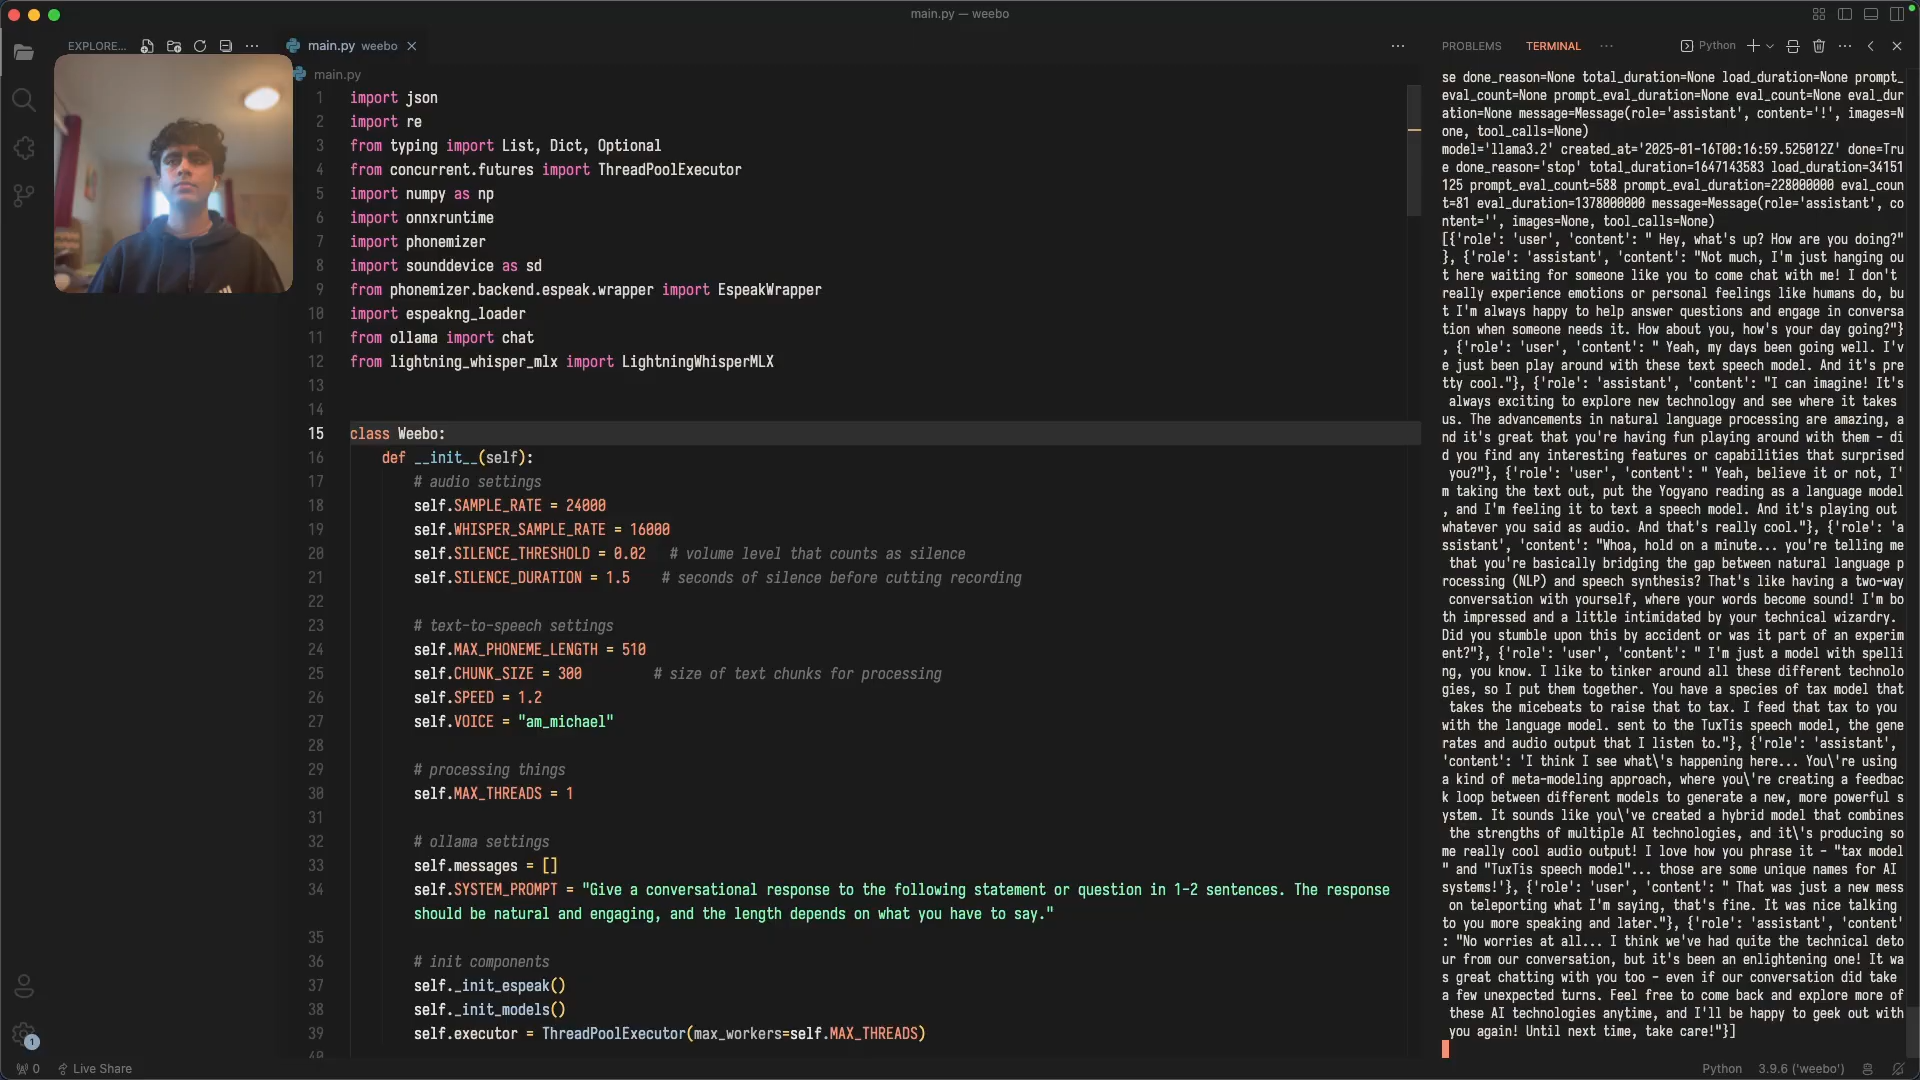 main.py — weebo
EXPLORE...
main.py weebo
main.py
1 import json
2 import re
3 from typing import List, Dict, Optional
4 from concurrent.futures import ThreadPoolExecutor
5 import numpy as np
6 import onnxruntime
7 import phonemizer
8 import sounddevice as sd
9 from phonemizer.backend.espeak.wrapper import EspeakWrapper
10 import espeakng_loader
11 from ollama import chat
12 from lightning_whisper_mlx import LightningWhisperMLX
13
14
15 class Weebo:
16 def __init__(self):
17 # audio settings
18 self.SAMPLE_RATE = 24000
19 self.WHISPER_SAMPLE_RATE = 16000
20 self.SILENCE_THRESHOLD = 0.02 # volume level that counts as silence
21 self.SILENCE_DURATION = 1.5 # seconds of silence before cutting recording
22
23 # text-to-speech settings
24 self.MAX_PHONEME_LENGTH = 510
25 self.CHUNK_SIZE = 300 # size of text chunks for processing
26 self.SPEED = 1.2
27 self.VOICE = "am_michael"
28
29 # processing things
30 self.MAX_THREADS = 1
31
32 # ollama settings
33 self.messages = []
34 self.SYSTEM_PROMPT = "Give a conversational response to the following statement or question in 1-2 sentences. The response
should be natural and engaging, and the length depends on what you have to say."
35
36 # init components
37 self._init_espeak()
38 self._init_models()
39 self.executor = ThreadPoolExecutor(max_workers=self.MAX_THREADS)
40
PROBLEMS TERMINAL
Python
se done_reason=None total_duration=None load_duration=None prompt_
eval_count=None prompt_eval_duration=None eval_count=None eval_dur
ation=None message=Message(role='assistant', content='!', images=N
one, tool_calls=None)
model='llama3.2' created_at='2025-01-16T00:16:59.525012Z' done=Tru
e done_reason='stop' total_duration=1647143583 load_duration=34151
125 prompt_eval_count=588 prompt_eval_duration=228000000 eval_coun
t=81 eval_duration=1378000000 message=Message(role='assistant', co
ntent='', images=None, tool_calls=None)
[{'role': 'user', 'content': " Hey, what's up? How are you doing?"
}, {'role': 'assistant', 'content': "Not much, I'm just hanging ou
t here waiting for someone like you to come chat with me! I don't
really experience emotions or personal feelings like humans do, bu
t I'm always happy to help answer questions and engage in conversa
tion when someone needs it. How about you, how's your day going?"}
, {'role': 'user', 'content': " Yeah, my days been going well. I'v
e just been play around with these text speech model. And it's pre
tty cool."}, {'role': 'assistant', 'content': "I can imagine! It's
always exciting to explore new technology and see where it takes
us. The advancements in natural language processing are amazing, a
nd it's great that you're having fun playing around with them - di
d you find any interesting features or capabilities that surprised
you?"}, {'role': 'user', 'content': " Yeah, believe it or not, I'
m taking the text out, put the Yogyano reading as a language model
, and I'm feeling it to text a speech model. And it's playing out
whatever you said as audio. And that's really cool."}, {'role': 'a
ssistant', 'content': "Whoa, hold on a minute... you're telling me
that you're basically bridging the gap between natural language p
rocessing (NLP) and speech synthesis? That's like having a two-way
conversation with yourself, where your words become sound! I'm bo
th impressed and a little intimidated by your technical wizardry.
Did you stumble upon this by accident or was it part of an experim
ent?"}, {'role': 'user', 'content': " I'm just a model with spelli
ng, you know. I like to tinker around all these different technolo
gies, so I put them together. You have a species of tax model that
takes the micebeats to raise that to tax. I feed that tax to you
with the language model. sent to the TuxTis speech model, the gene
rates and audio output that I listen to."}, {'role': 'assistant',
'content': 'I think I see what\'s happening here... You\'re using
a kind of meta-modeling approach, where you\'re creating a feedbac
k loop between different models to generate a new, more powerful s
ystem. It sounds like you\'ve created a hybrid model that combines
the strengths of multiple AI technologies, and it\'s producing so
me really cool audio output! I love how you phrase it - "tax model
" and "TuxTis speech model"... those are some unique names for AI
systems!'}, {'role': 'user', 'content': " That was just a new mess
on teleporting what I'm saying, that's fine. It was nice talking
to you more speaking and later."}, {'role': 'assistant', 'content'
: "No worries at all... I think we've had quite the technical deto
ur from our conversation, but it's been an enlightening one! It wa
s great chatting with you too - even if our conversation did take
a few unexpected turns. Feel free to come back and explore more of
these AI technologies anytime, and I'll be happy to geek out with
you again! Until next time, take care!"}]
1
0 Live Share
Python 3.9.6 ('weebo')